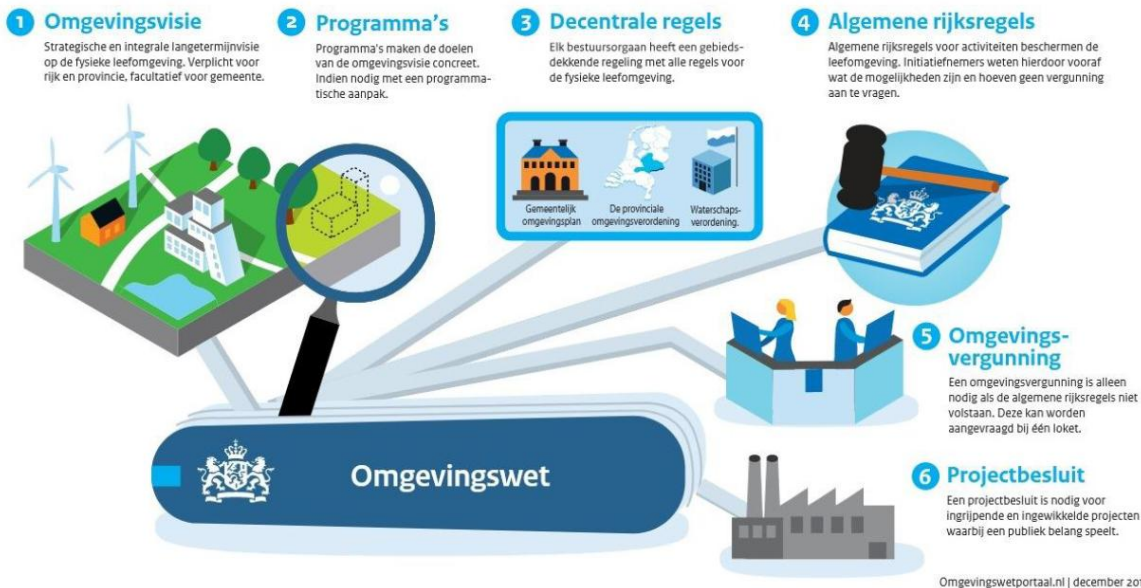 1 Omgevingsvisie
Strategische en integrale langetermijnvisie
op de fysieke leefomgeving. Verplicht voor
rijk en provincie, facultatief voor gemeente.
2 Programma's
Programma's maken de doelen
van de omgevingsvisie concreet.
Indien nodig met een programma-
tische aanpak.
3 Decentrale regels
Elk bestuursorgaan heeft een gebieds-
dekkende regeling met alle regels voor
de fysieke leefomgeving.
Gemeentelijk
omgevingsplan
De provinciale
omgevingsverordening
Waterschaps-
verordening.
4 Algemene rijksregels
Algemene rijksregels voor activiteiten beschermen de
leefomgeving. Initiatiefnemers weten hierdoor vooraf
wat de mogelijkheden zijn en hoeven geen vergunning
aan te vragen.
5 Omgevings-
vergunning
Een omgevingsvergunning is alleen
nodig als de algemene rijksregels niet
volstaan. Deze kan worden
aangevraagd bij één loket.
6 Projectbesluit
Een projectbesluit is nodig voor
ingrijpende en ingewikkelde projecten
waarbij een publiek belang speelt.
Omgevingswet
Omgevingswetportaal.nl | december